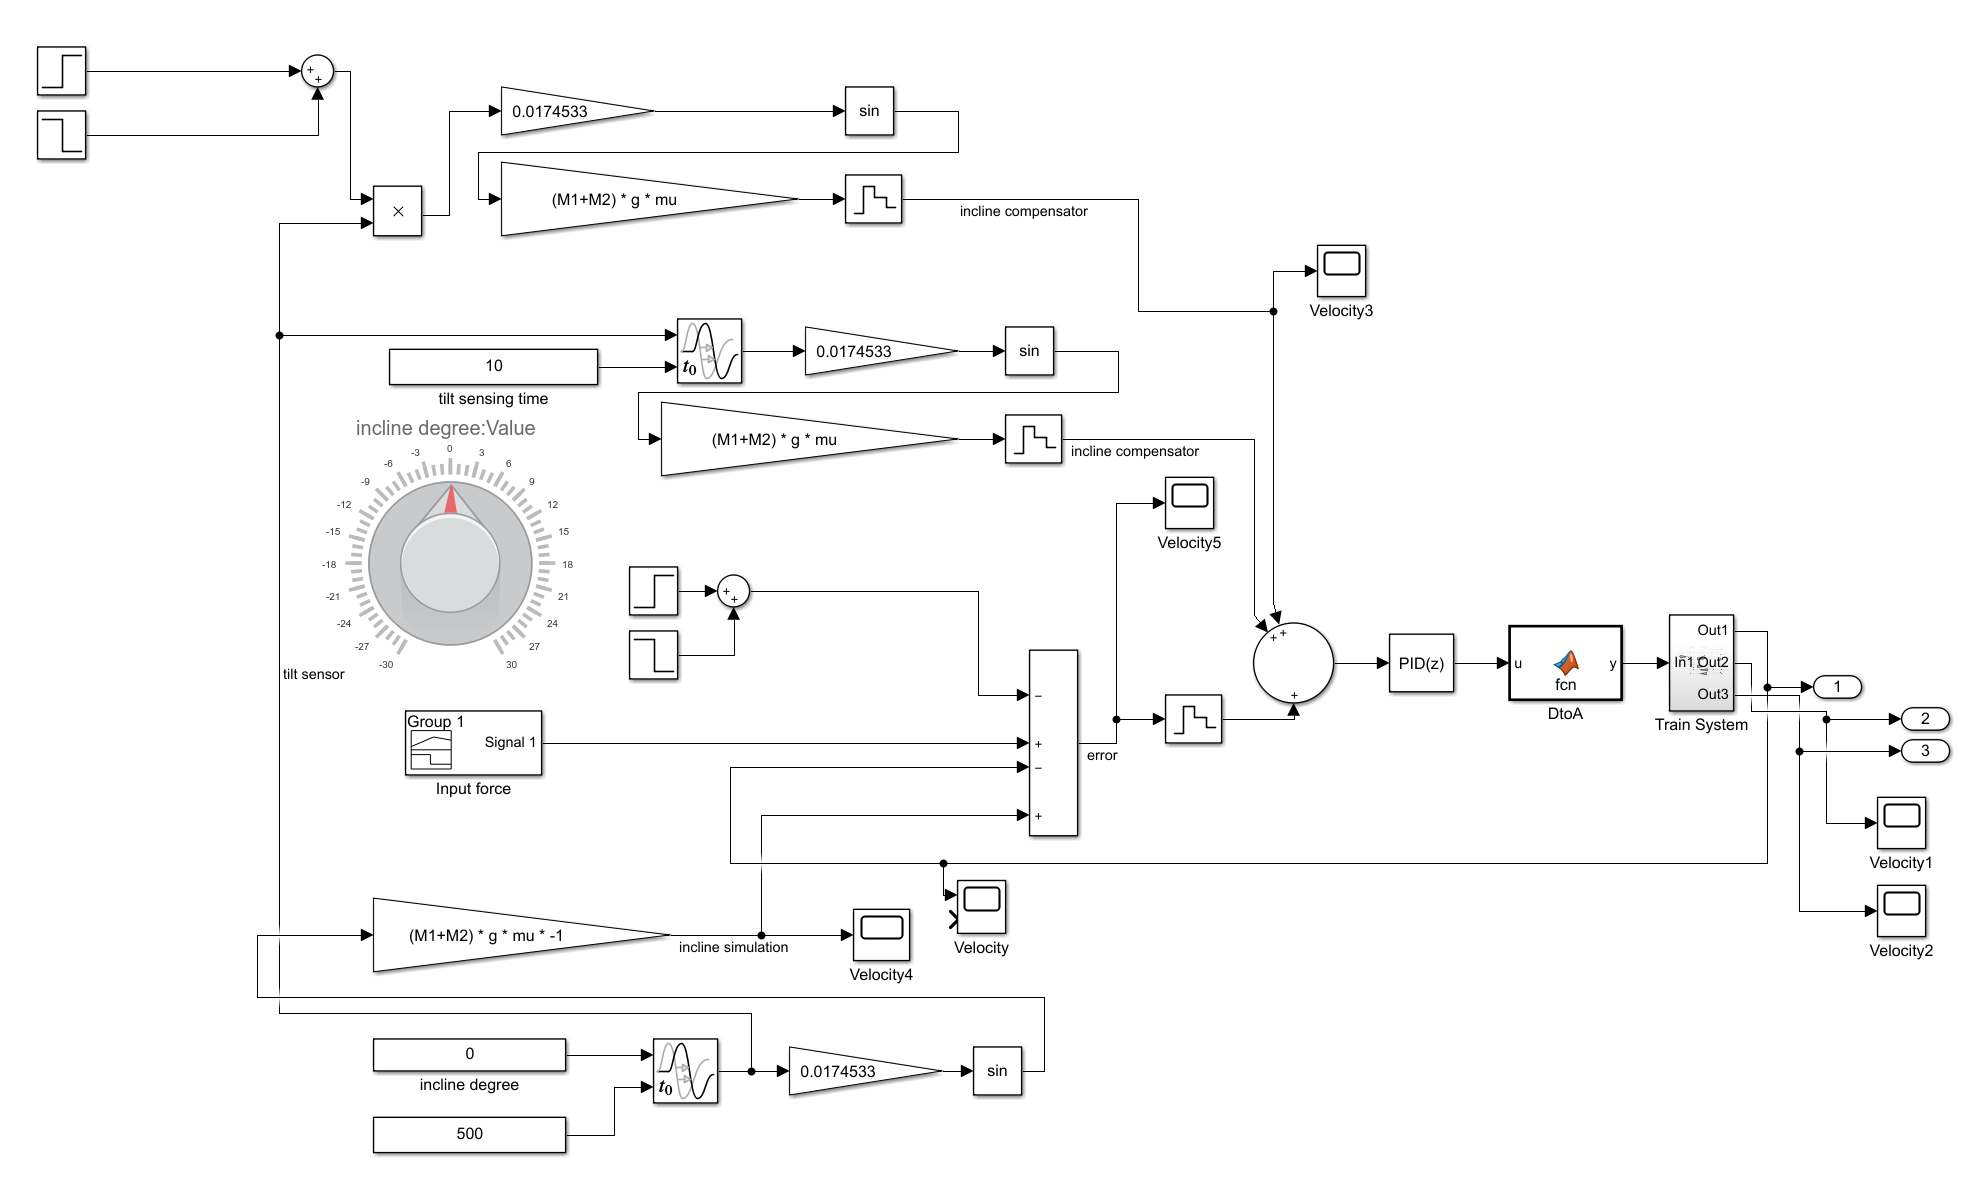 +
+
0.0174533
sin
×
(M1+M2) * g * mu
incline compensator
Velocity3
10
tilt sensing time
t0
0.0174533
sin
(M1+M2) * g * mu
incline compensator
incline degree:Value
-30
-27
-24
-21
-18
-15
-12
-9
-6
-3
0
3
6
9
12
15
18
21
24
27
30
tilt sensor
Velocity5
+
+
Group 1
Signal 1
Input force
−
+
−
+
error
+ +
+
PID(z)
u
fcn
y
DtoA
In1
Out1
Out2
Out3
Train System
1
2
3
Velocity1
Velocity2
Velocity
(M1+M2) * g * mu * -1
incline simulation
Velocity4
0
incline degree
500
t0
0.0174533
sin